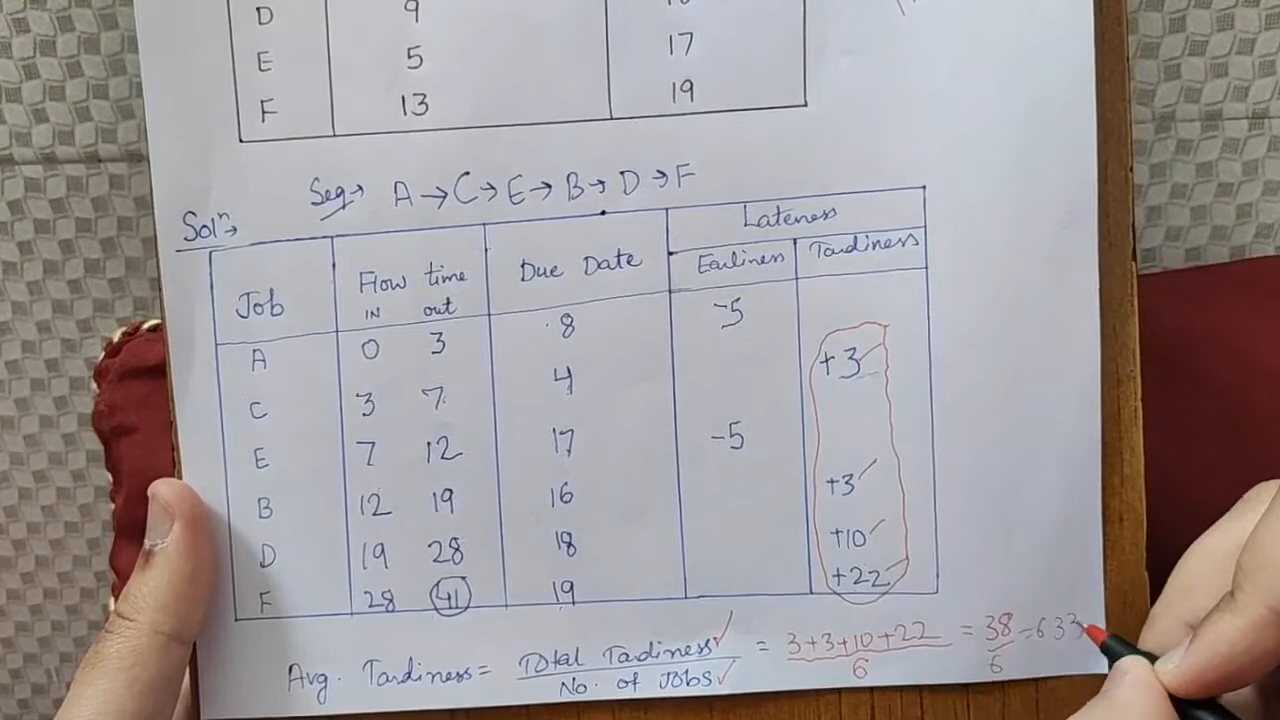 D 9
E 5 17
F 13 19
Seq→ A→C→E→B→D→F
Solⁿ→
Lateness
Job Flow time Due Date Earliness Tardiness
IN out
A 0 3 8 -5
C 3 7 4 +3
E 7 12 17 -5
B 12 19 16 +3
D 19 28 18 +10
F 28 41 19 +22
Avg. Tardiness = Total Tadiness / No. of Jobs = 3+3+10+22 / 6 = 38 / 6 = 6.33